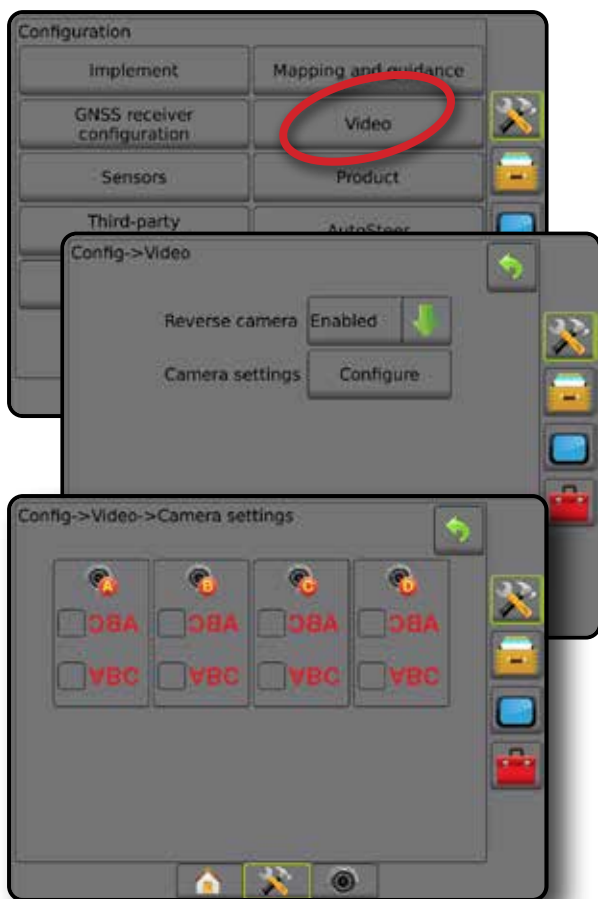 Configuration
Implement
Mapping and guidance
GNSS receiver
configuration
Video
Sensors
Product
Third-party
AutoSteer
Config->Video
Reverse camera
Enabled
Camera settings
Configure
Config->Video->Camera settings
A
B
C
D
ABC
ABC
ABC
ABC
ABC
ABC
ABC
ABC